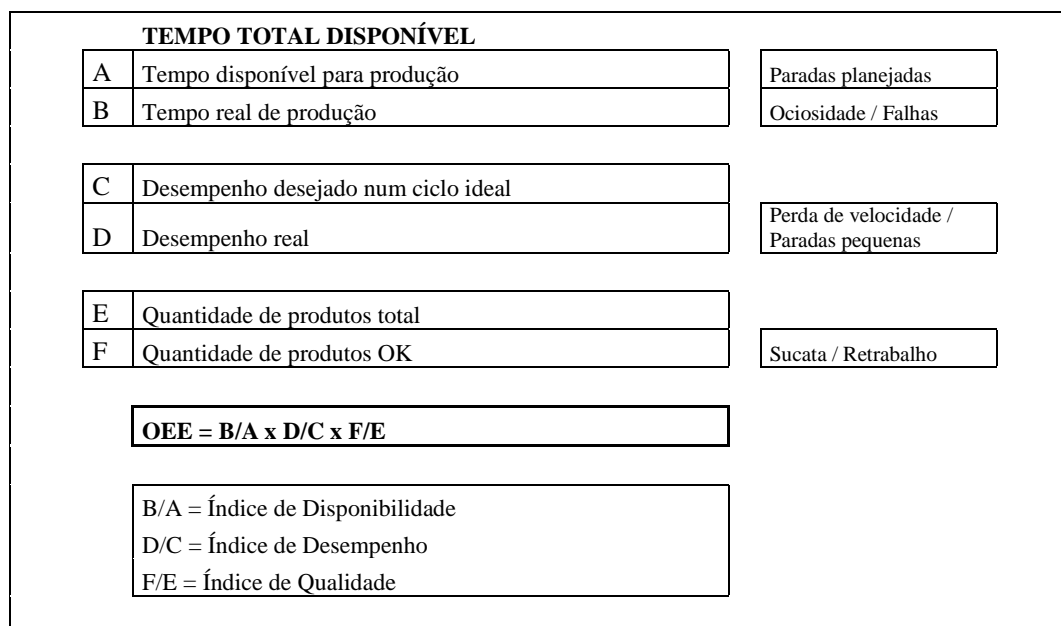 TEMPO TOTAL DISPONÍVEL
A Tempo disponível para produção Paradas planejadas
B Tempo real de produção Ociosidade / Falhas
C Desempenho desejado num ciclo ideal
D Desempenho real Perda de velocidade /
Paradas pequenas
E Quantidade de produtos total
F Quantidade de produtos OK Sucata / Retrabalho
OEE = B/A x D/C x F/E
B/A = Índice de Disponibilidade
D/C = Índice de Desempenho
F/E = Índice de Qualidade